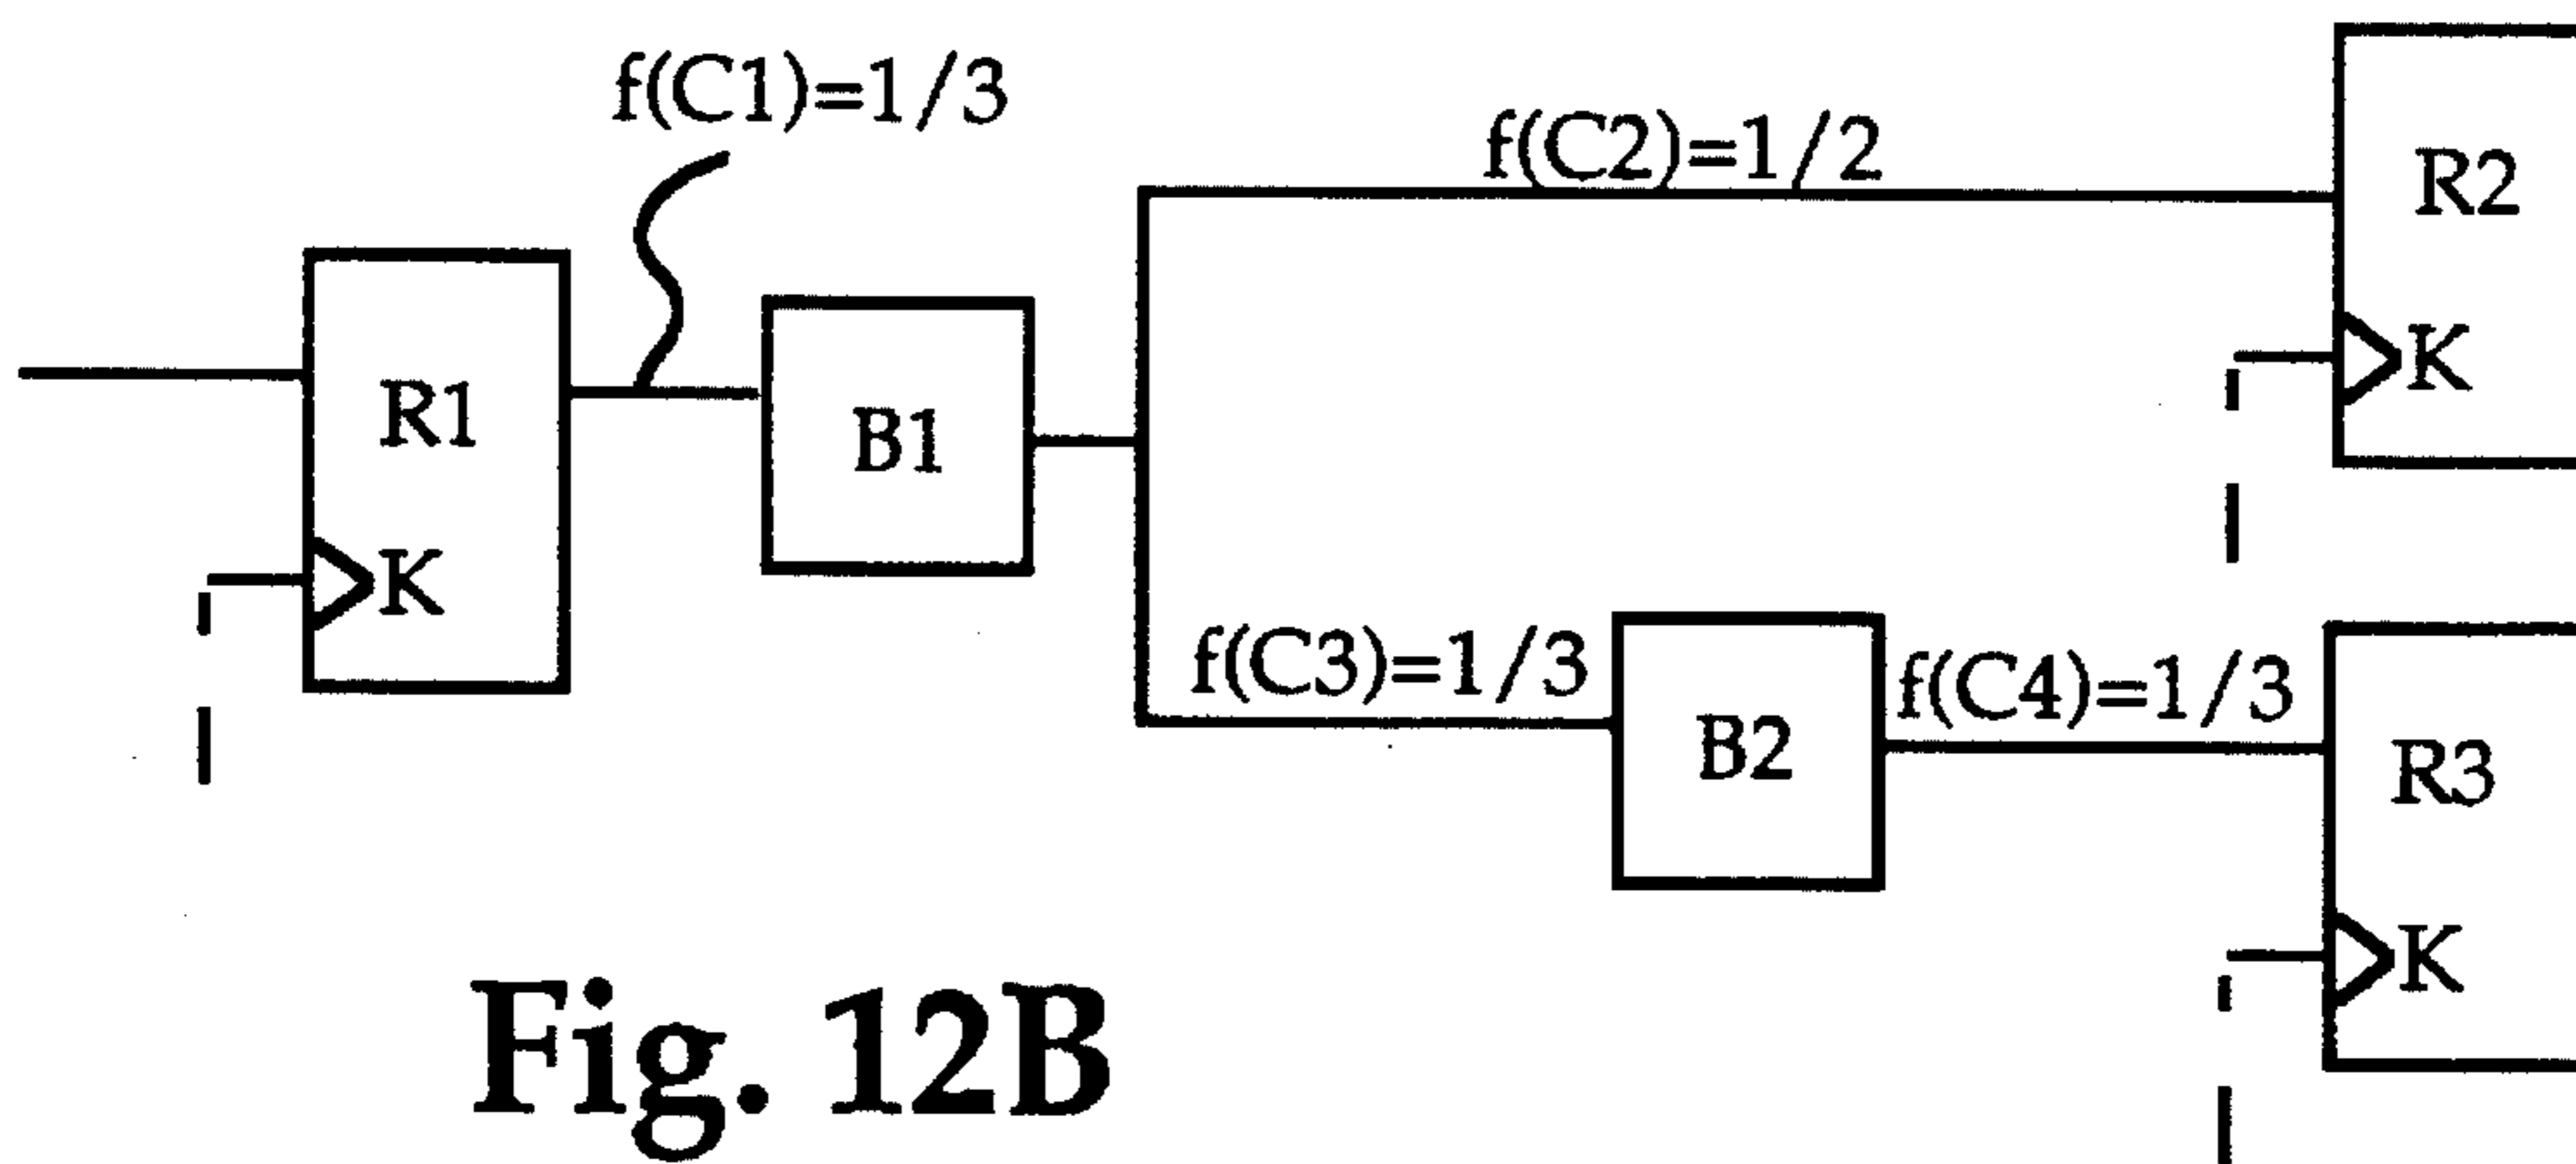 f(C1)=1/3
f(C2)=1/2
R2
K
R1
K
B1
f(C3)=1/3
B2
f(C4)=1/3
R3
K
Fig. 12B